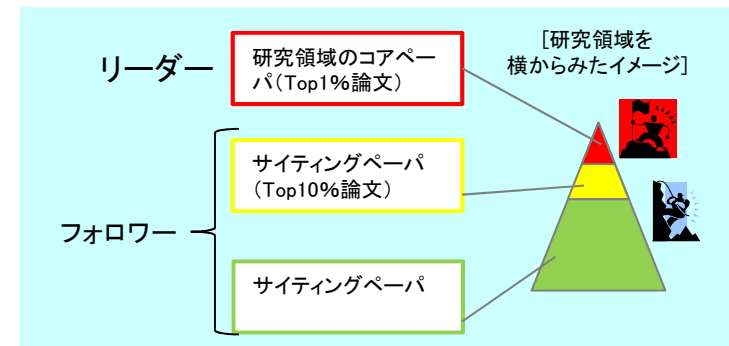 リーダー
研究領域のコアペー
パ(Top1%論文)
[研究領域を
横からみたイメージ]
サイティングペーパ
(Top10%論文)
フォロワー
サイティングペーパ